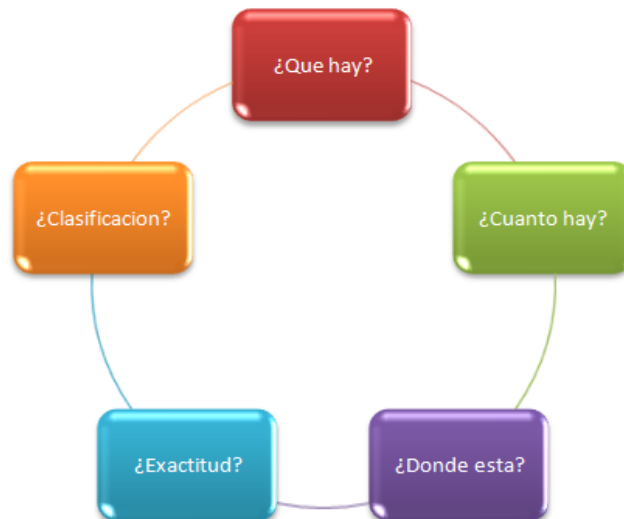 ¿Que hay?
¿Cuanto hay?
¿Donde esta?
¿Exactitud?
¿Clasificacion?